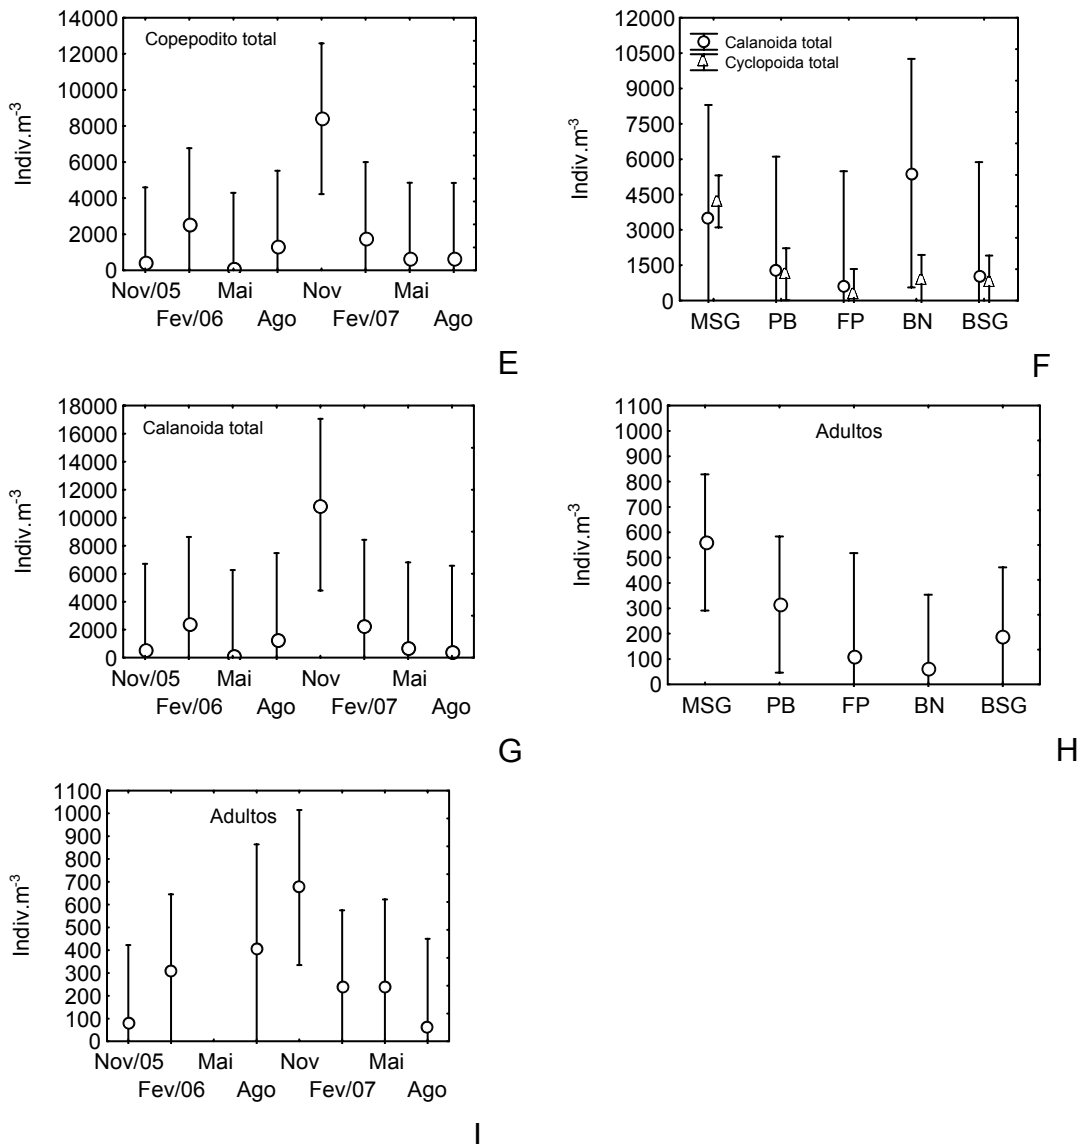 14000
12000
10000
8000
6000
4000
2000
0
Indiv.m-3
Copepodito total
Nov/05 Mai Nov Mai
Fev/06 Ago Fev/07 Ago
E
12000
10500
9000
7500
6000
4500
3000
1500
0
Indiv.m-3
Calanoida total
Cyclopoida total
MSG PB FP BN BSG
F
18000
16000
14000
12000
10000
8000
6000
4000
2000
0
Indiv.m-3
Calanoida total
Nov/05 Mai Nov Mai
Fev/06 Ago Fev/07 Ago
G
1100
1000
900
800
700
600
500
400
300
200
100
0
Indiv.m-3
Adultos
MSG PB FP BN BSG
H
1100
1000
900
800
700
600
500
400
300
200
100
0
Indiv.m-3
Adultos
Nov/05 Mai Nov Mai
Fev/06 Ago Fev/07 Ago
I